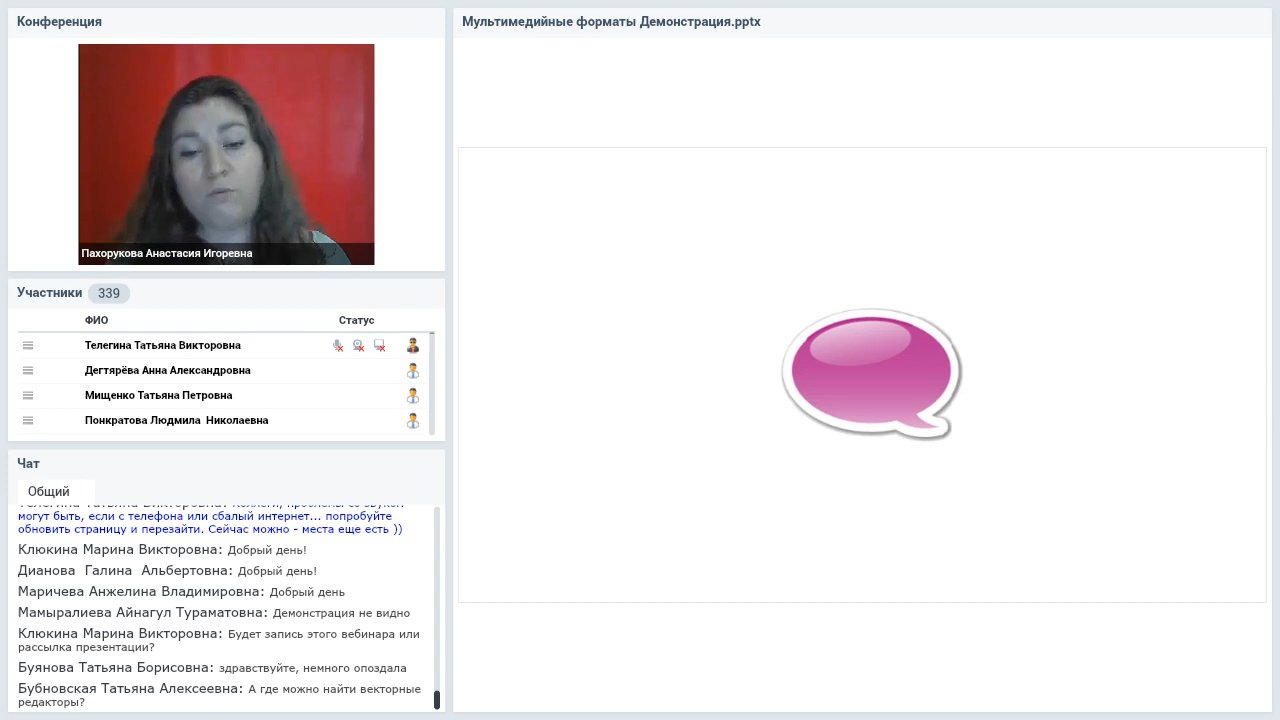 Конференция
Пахорукова Анастасия Игоревна
Участники 339
ФИО Статус
Телегина Татьяна Викторовна
Дегтярёва Анна Александровна
Мищенко Татьяна Петровна
Понкратова Людмила Николаевна
Чат
Общий
могут быть, если с телефона или сбалый интернет... попробуйте
обновить страницу и перезайти. Сейчас можно - места еще есть ))
Клюкина Марина Викторовна: Добрый день!
Дианова Галина Альбертовна: Добрый день!
Маричева Анжелина Владимировна: Добрый день
Мамыралиева Айнагул Тураматовна: Демонстрация не видно
Клюкина Марина Викторовна: Будет запись этого вебинара или
рассылка презентации?
Буянова Татьяна Борисовна: здравствуйте, немного опоздала
Бубновская Татьяна Алексеевна: А где можно найти векторные
редакторы?
Мультимедийные форматы Демонстрация.pptx